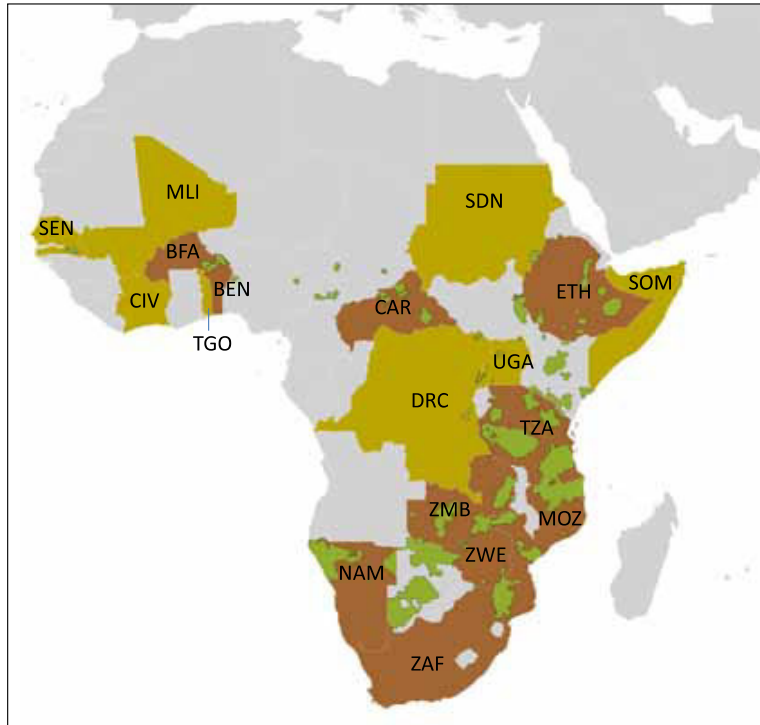 MLI
SDN
SEN
BFA
BEN
ETH
SOM
CIV
CAR
TGO
UGA
DRC
TZA
ZMB
MOZ
ZWE
NAM
ZAF